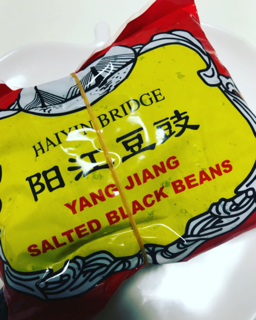 HAIYIN BRIDGE
阳江豆豉
YANG JIANG
SALTED BLACK BEANS